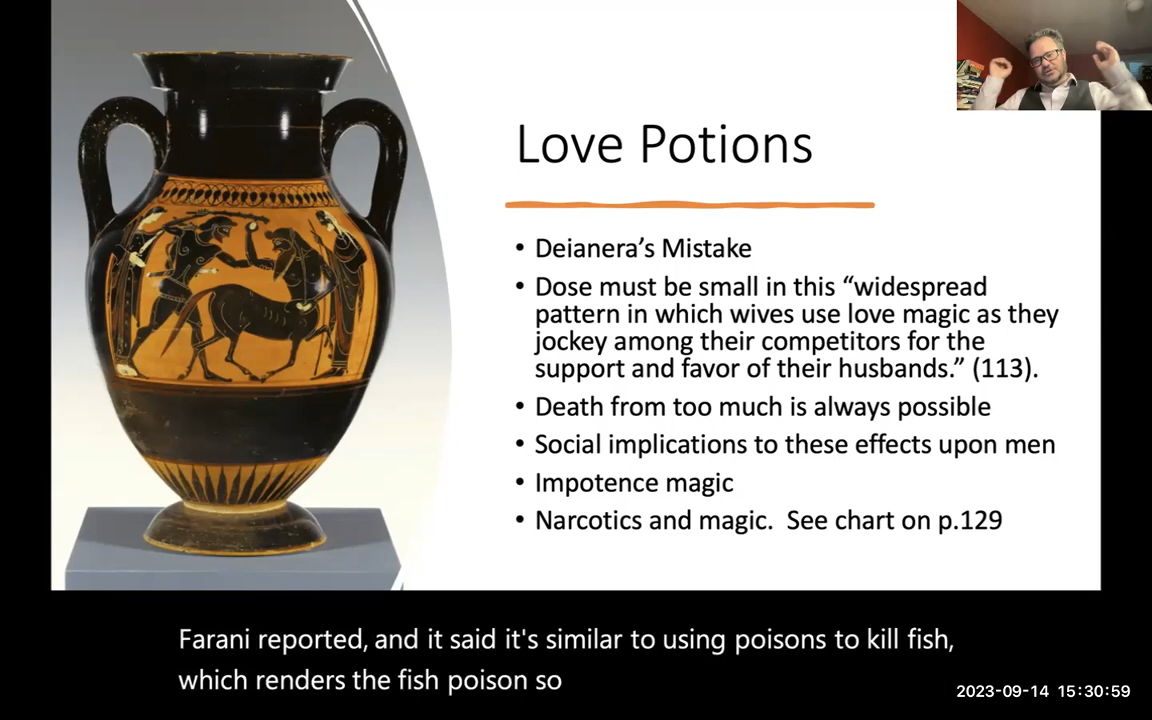 Love Potions
• Deianera’s Mistake
• Dose must be small in this “widespread
pattern in which wives use love magic as they
jockey among their competitors for the
support and favor of their husbands.” (113).
• Death from too much is always possible
• Social implications to these effects upon men
• Impotence magic
• Narcotics and magic.  See chart on p.129
Farani reported, and it said it's similar to using poisons to kill fish,
which renders the fish poison so
2023-09-14 15:30:59